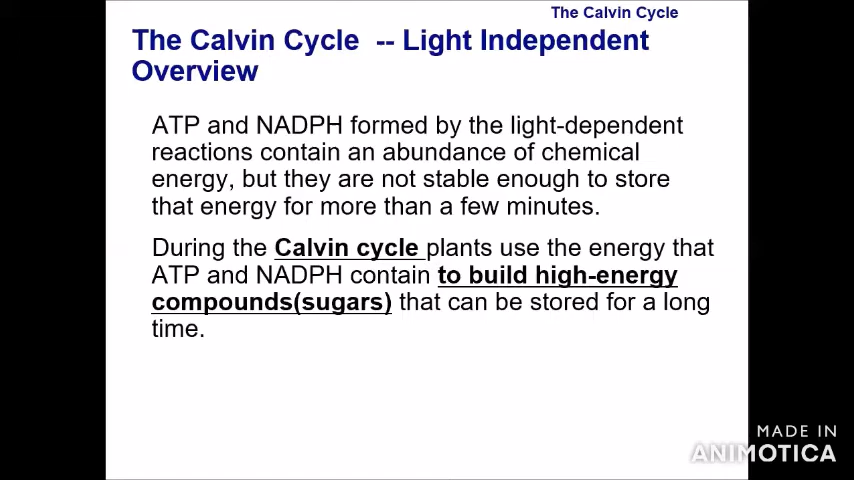 The Calvin Cycle
The Calvin Cycle -- Light Independent
Overview
ATP and NADPH formed by the light-dependent
reactions contain an abundance of chemical
energy, but they are not stable enough to store
that energy for more than a few minutes.
During the Calvin cycle plants use the energy that
ATP and NADPH contain to build high-energy
compounds(sugars) that can be stored for a long
time.
MADE IN
ANIMOTICA